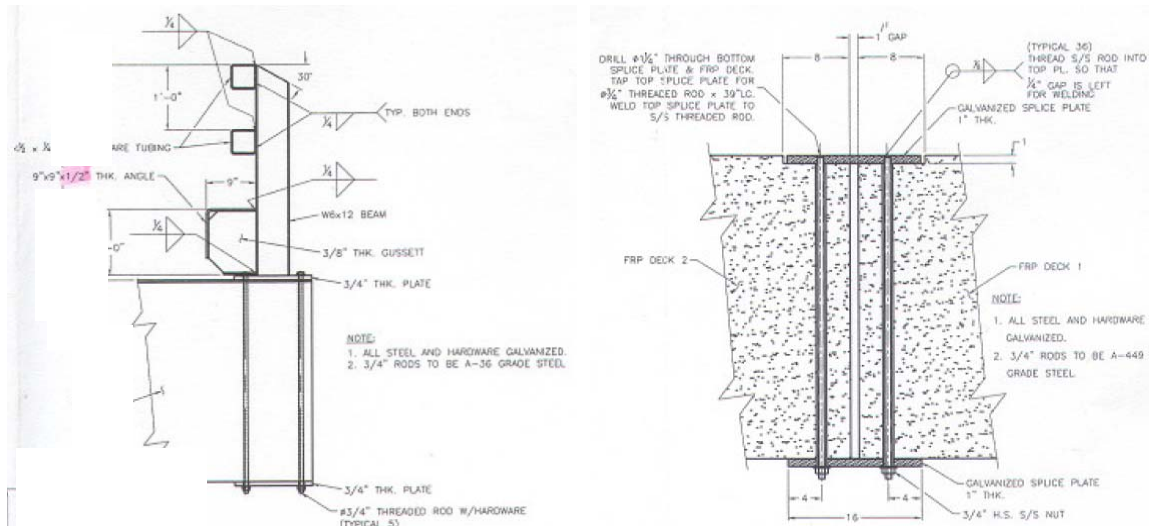 1/4
1/4
30°
1'-0"
TYP. BOTH ENDS
1/4
ARE TUBING
9"x9"x1/2" THK. ANGLE
9"
1/4
W6x12 BEAM
1/4
-0"
3/8" THK. GUSSETT
3/4" THK. PLATE
NOTE:
1. ALL STEEL AND HARDWARE GALVANIZED.
2. 3/4" RODS TO BE A-36 GRADE STEEL
3/4" THK. PLATE
ø3/4" THREADED ROD W/HARDWARE
(TYPICAL 5)
1" GAP
8
8
DRILL ø1/4" THROUGH BOTTOM
SPLICE PLATE & FRP DECK.
TAP TOP SPLICE PLATE FOR
ø3/4" THREADED ROD x 39"LG.
WELD TOP SPLICE PLATE TO
S/S THREADED ROD.
(TYPICAL 36)
THREAD S/S ROD INTO
TOP PL. SO THAT
1/4" GAP IS LEFT
FOR WELDING
GALVANIZED SPLICE PLATE
1" THK.
1
FRP DECK 2
FRP DECK 1
NOTE:
1. ALL STEEL AND HARDWARE
GALVANIZED.
2. 3/4" RODS TO BE A-449
GRADE STEEL
4
4
16
GALVANIZED SPLICE PLATE
1" THK.
3/4" H.S. S/S NUT